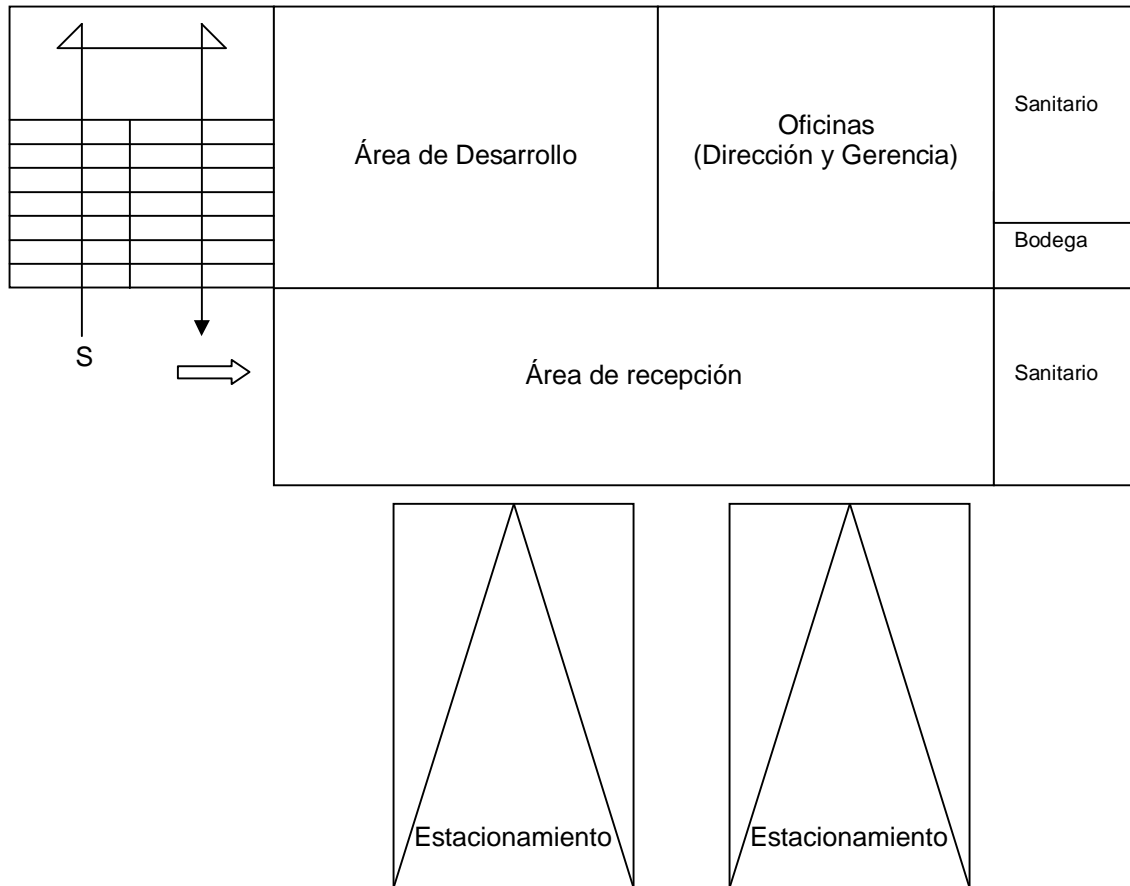 Sanitario
Oficinas
(Dirección y Gerencia)
Área de Desarrollo
Bodega
S
Área de recepción
Sanitario
Estacionamiento
Estacionamiento